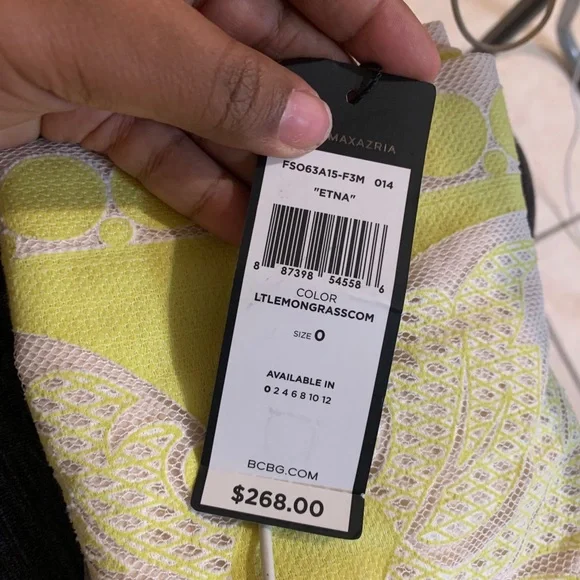 MAXAZRIA
FSO63A15-F3M 014
"ETNA"
8 87398 54558 6
COLOR
LTLEMONGRASSCOM
SIZE 0
AVAILABLE IN
0 2 4 6 8 10 12
BCBG.COM
$268.00